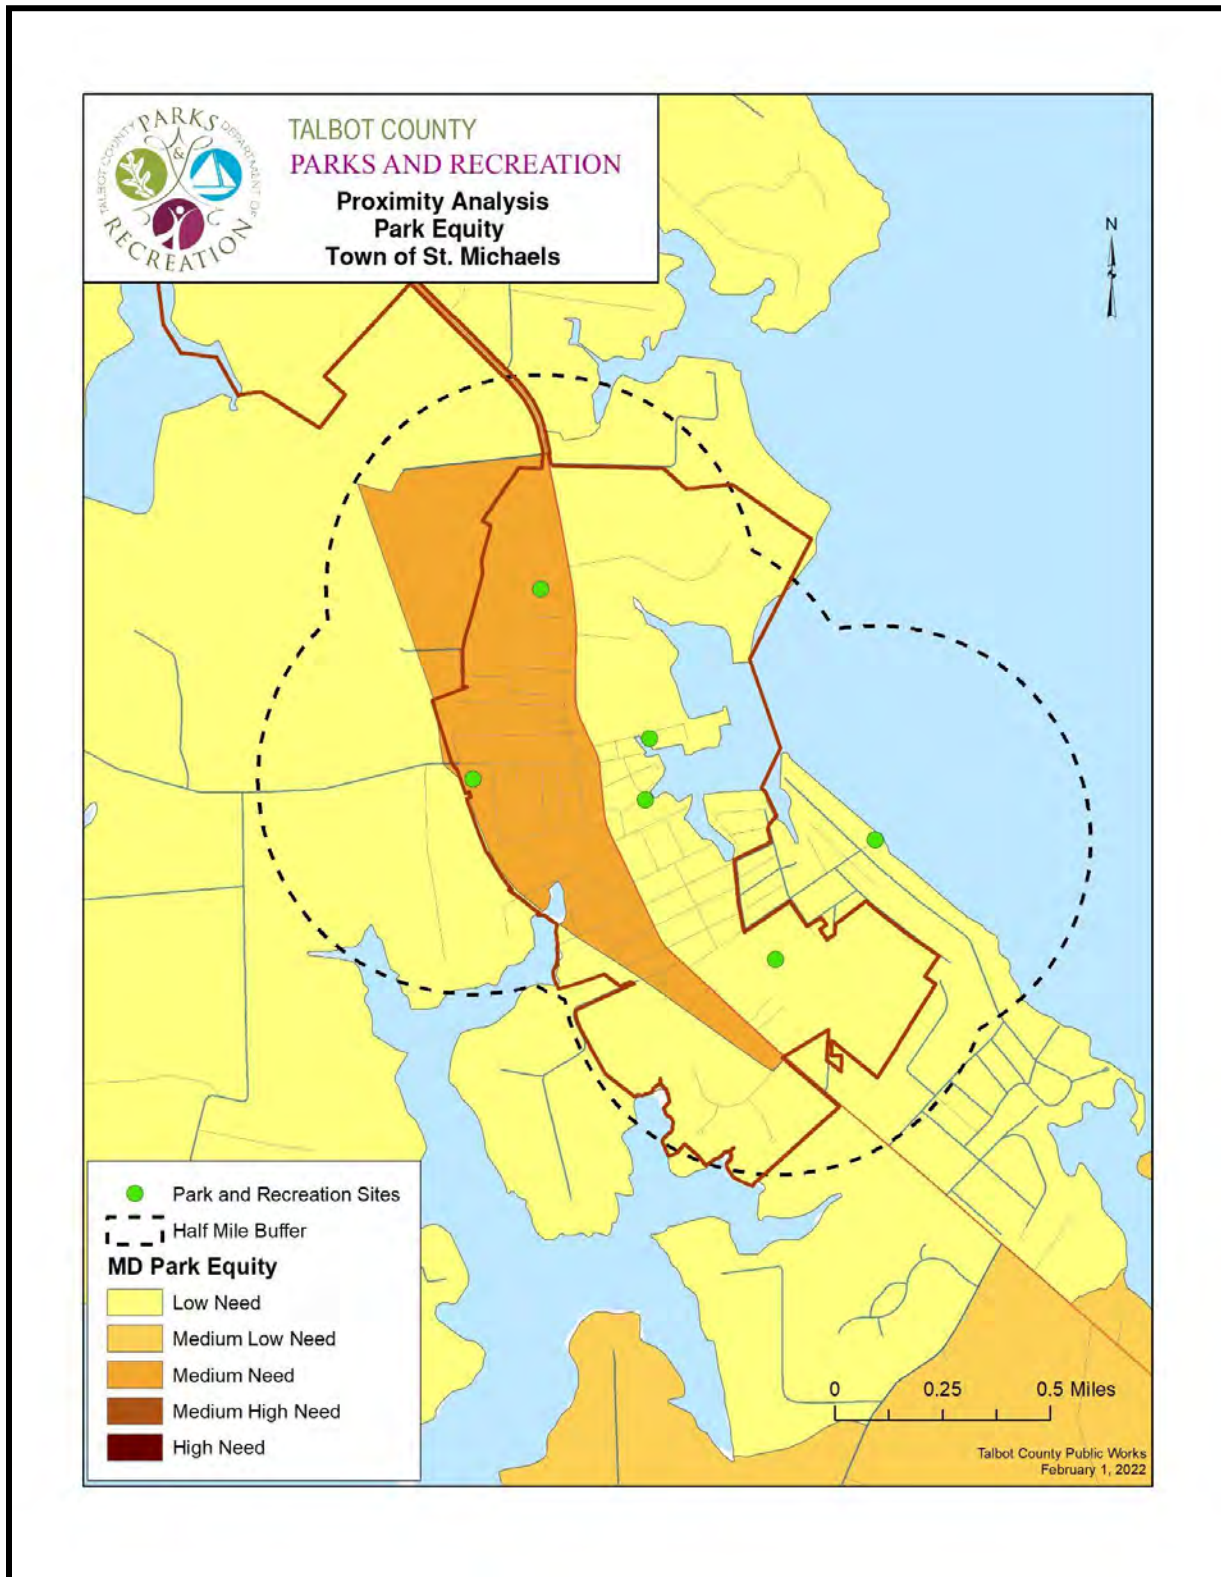 TALBOT COUNTY PARKS & DEPARTMENT OF RECREATION
TALBOT COUNTY
PARKS AND RECREATION
Proximity Analysis
Park Equity
Town of St. Michaels
N
Park and Recreation Sites
Half Mile Buffer
MD Park Equity
Low Need
Medium Low Need
Medium Need
Medium High Need
High Need
0 0.25 0.5 Miles
Talbot County Public Works
February 1, 2022